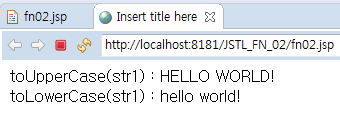 fn02.jsp
Insert title here
http://localhost:8181/JSTL_FN_02/fn02.jsp
toUpperCase(str1) : HELLO WORLD!
toLowerCase(str1) : hello world!